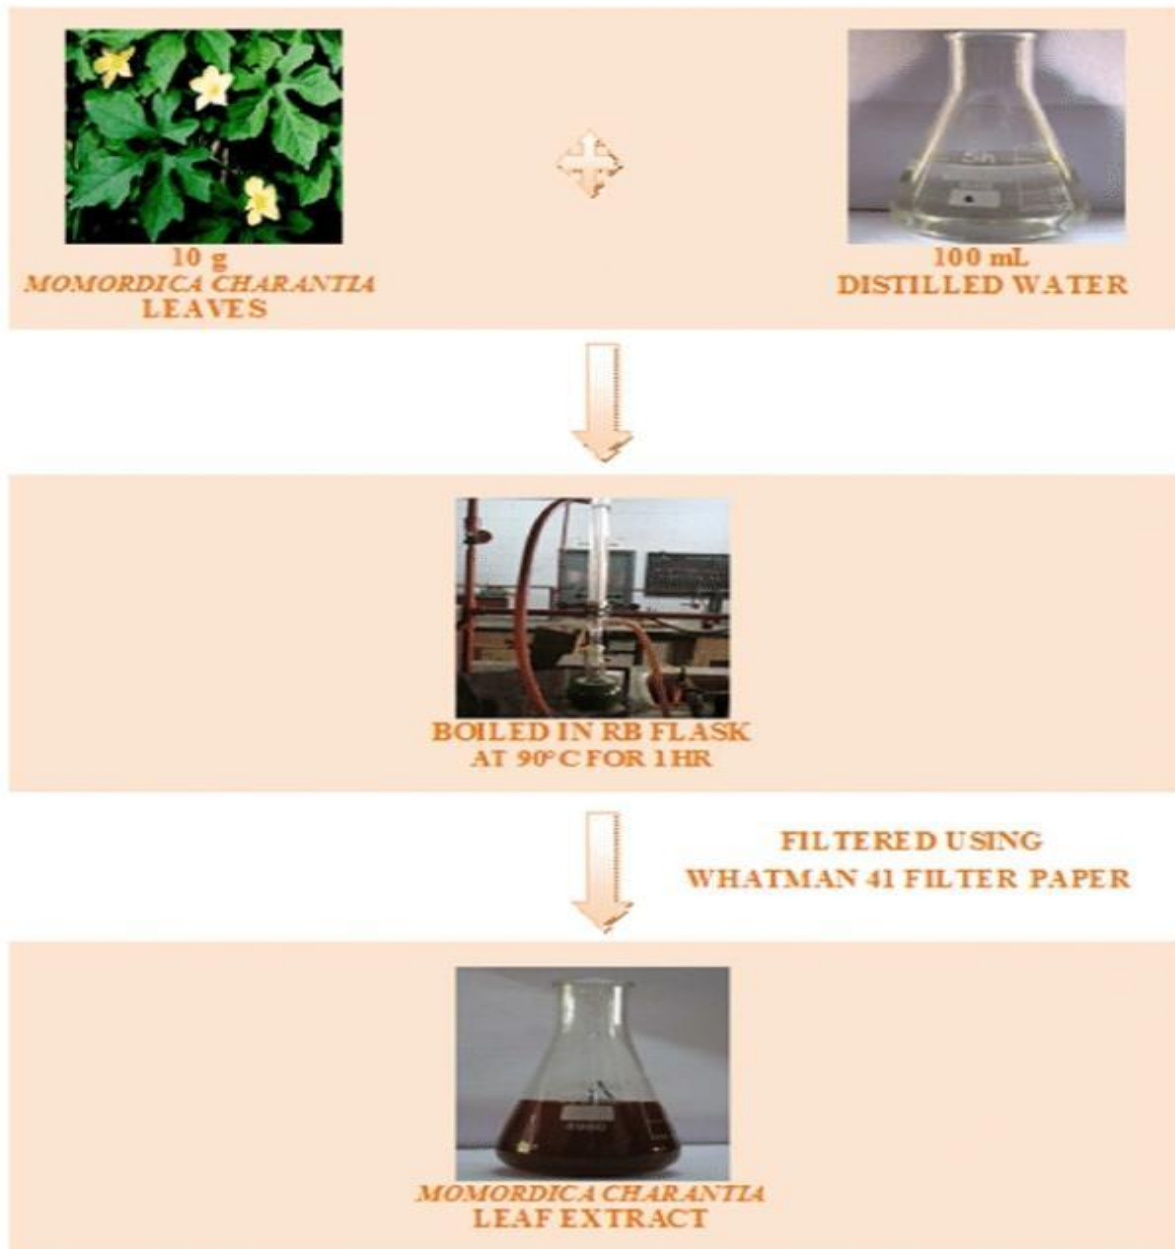 10 g
MOMORDICA CHARANTIA
LEAVES
100 mL
DISTILLED WATER
BOILED IN RB FLASK
AT 90°C FOR 1 HR
FILTERED USING
WHATMAN 41 FILTER PAPER
MOMORDICA CHARANTIA
LEAF EXTRACT